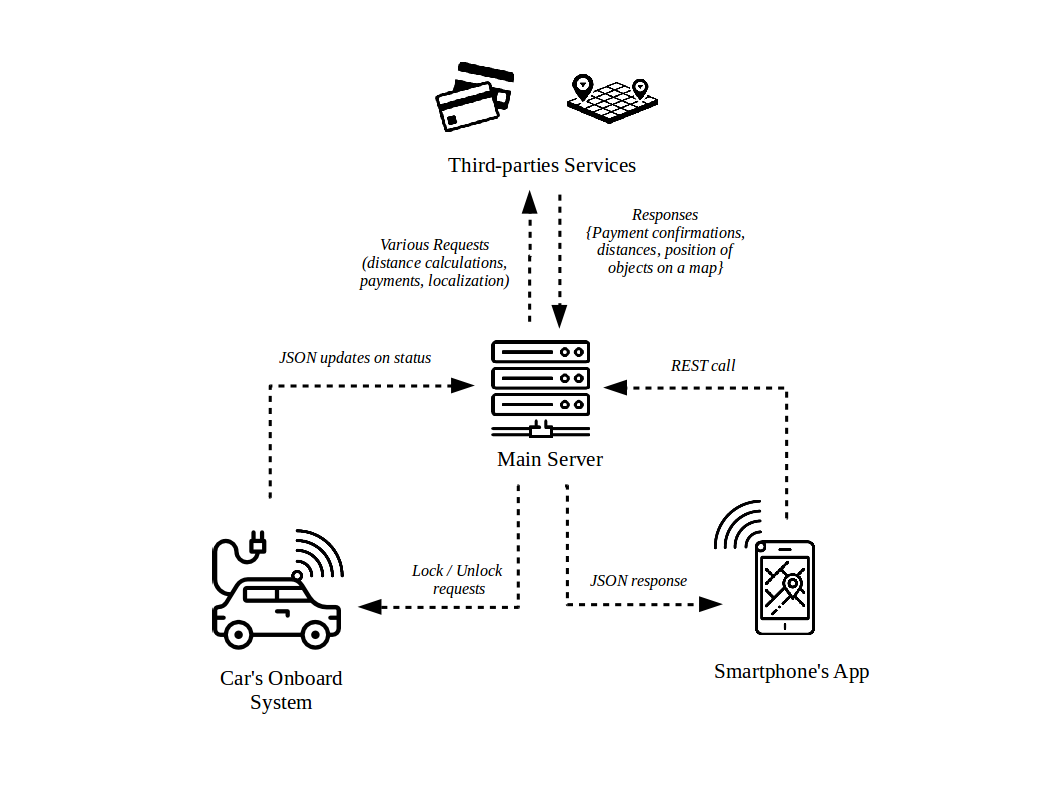 Third-parties Services
Various Requests
(distance calculations,
payments, localization)
Responses
{Payment confirmations,
distances, position of
objects on a map}
JSON updates on status
REST call
Main Server
Lock / Unlock
requests
JSON response
Car's Onboard
System
Smartphone's App